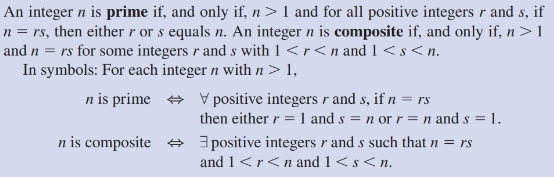 An integer n is prime if, and only if, n > 1 and for all positive integers r and s, if
n = rs, then either r or s equals n. An integer n is composite if, and only if, n > 1
and n = rs for some integers r and s with 1 < r < n and 1 < s < n.
In symbols: For each integer n with n > 1,
n is prime ⇔ ∀ positive integers r and s, if n = rs
then either r = 1 and s = n or r = n and s = 1.
n is composite ⇔ ∃ positive integers r and s such that n = rs
and 1 < r < n and 1 < s < n.